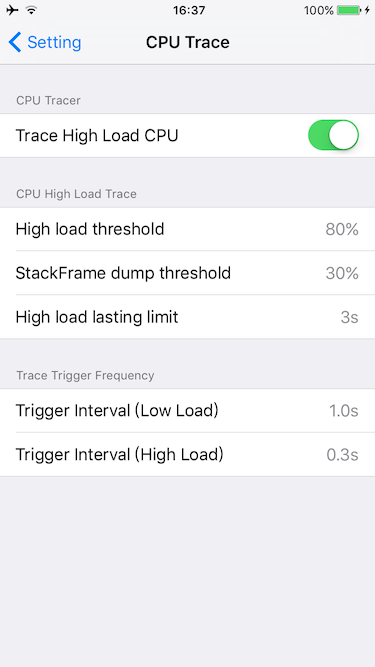 16:37
100%
Setting
CPU Trace
CPU Tracer
Trace High Load CPU
CPU High Load Trace
High load threshold 80%
StackFrame dump threshold 30%
High load lasting limit 3s
Trace Trigger Frequency
Trigger Interval (Low Load) 1.0s
Trigger Interval (High Load) 0.3s